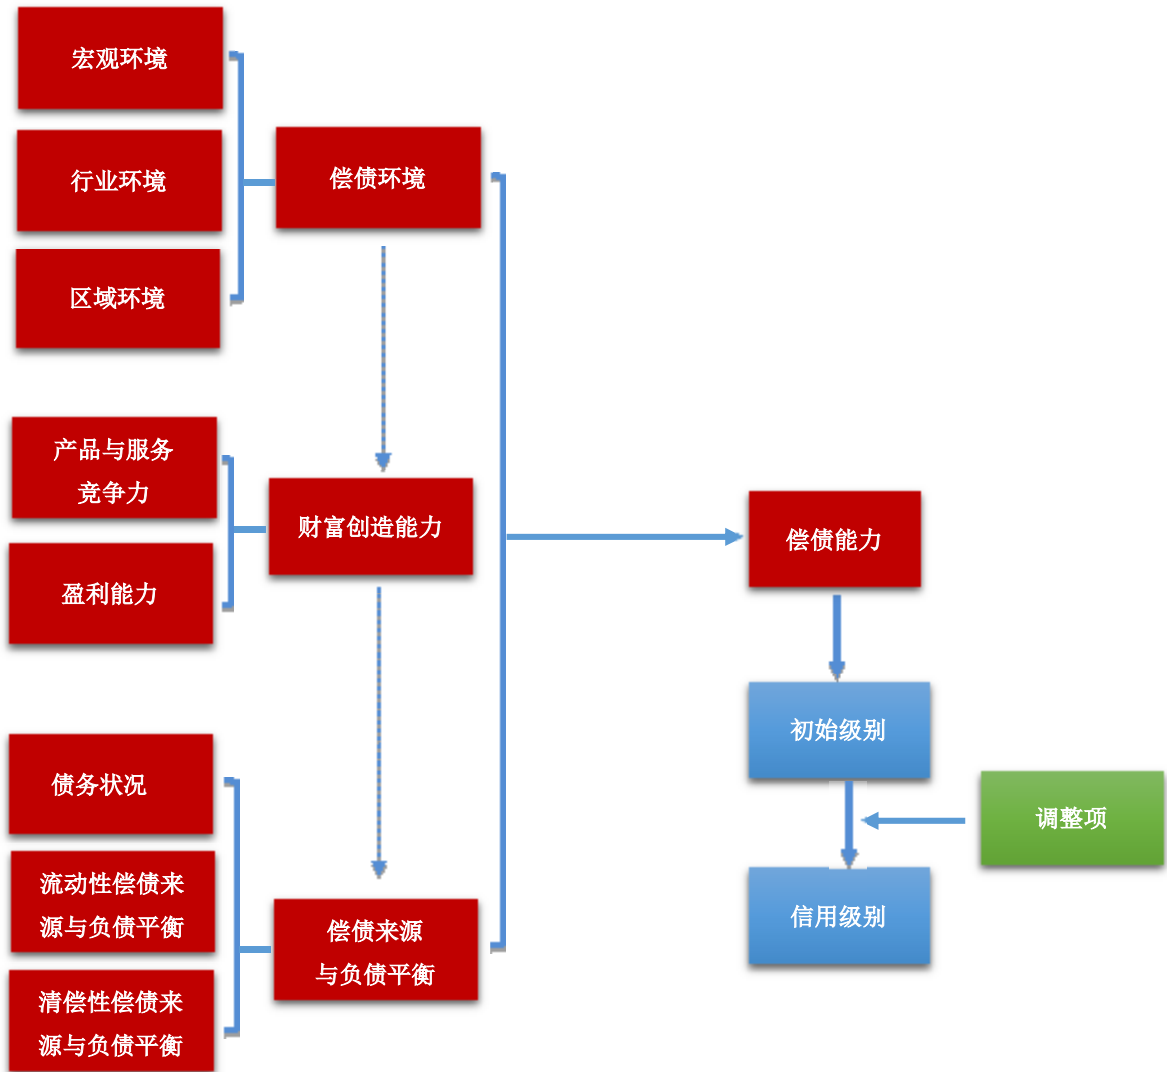 宏观环境
行业环境
偿债环境
区域环境
产品与服务
竞争力
财富创造能力
盈利能力
偿债能力
初始级别
债务状况
调整项
流动性偿债来
源与负债平衡
信用级别
偿债来源
与负债平衡
清偿性偿债来
源与负债平衡